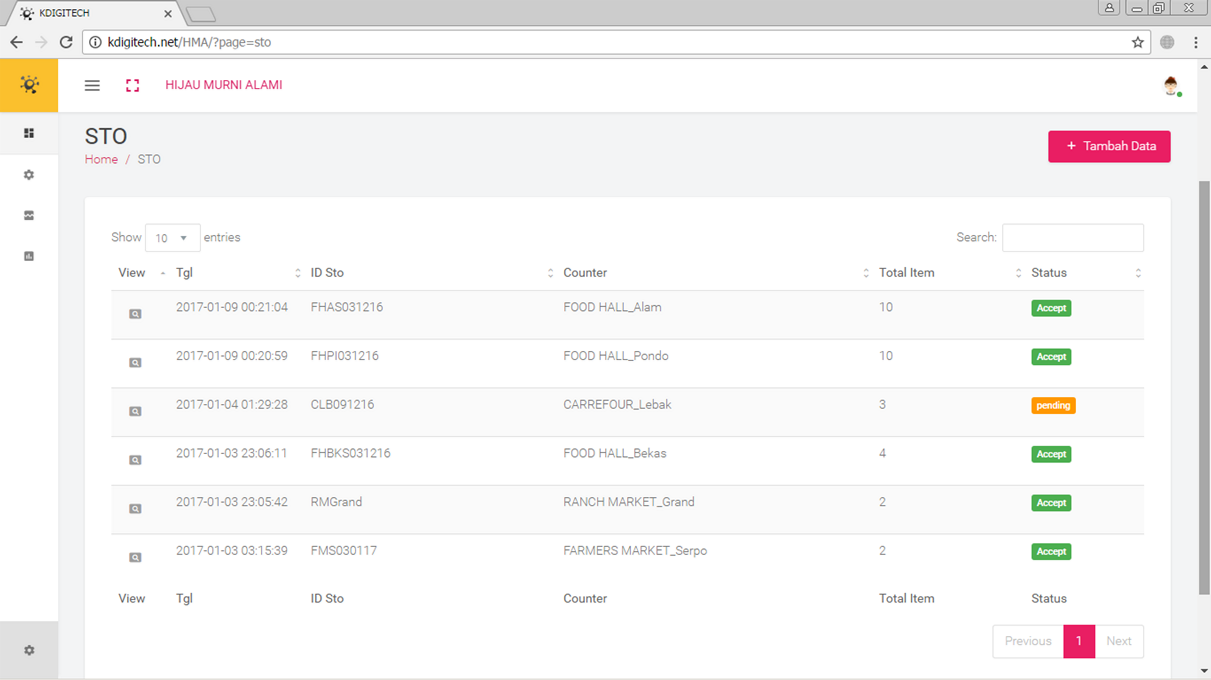 KDIGITECH
kdigitech.net/HMA/?page=sto
HIJAU MURNI ALAMI
STO
Home / STO
+ Tambah Data
Show 10 entries
Search:
View Tgl ID Sto Counter Total Item Status
2017-01-09 00:21:04 FHAS031216 FOOD HALL_Alam 10 Accept
2017-01-09 00:20:59 FHPI031216 FOOD HALL_Pondo 10 Accept
2017-01-04 01:29:28 CLB091216 CARREFOUR_Lebak 3 pending
2017-01-03 23:06:11 FHBKS031216 FOOD HALL_Bekas 4 Accept
2017-01-03 23:05:42 RMGrand RANCH MARKET_Grand 2 Accept
2017-01-03 03:15:39 FMS030117 FARMERS MARKET_Serpo 2 Accept
View Tgl ID Sto Counter Total Item Status
Previous 1 Next